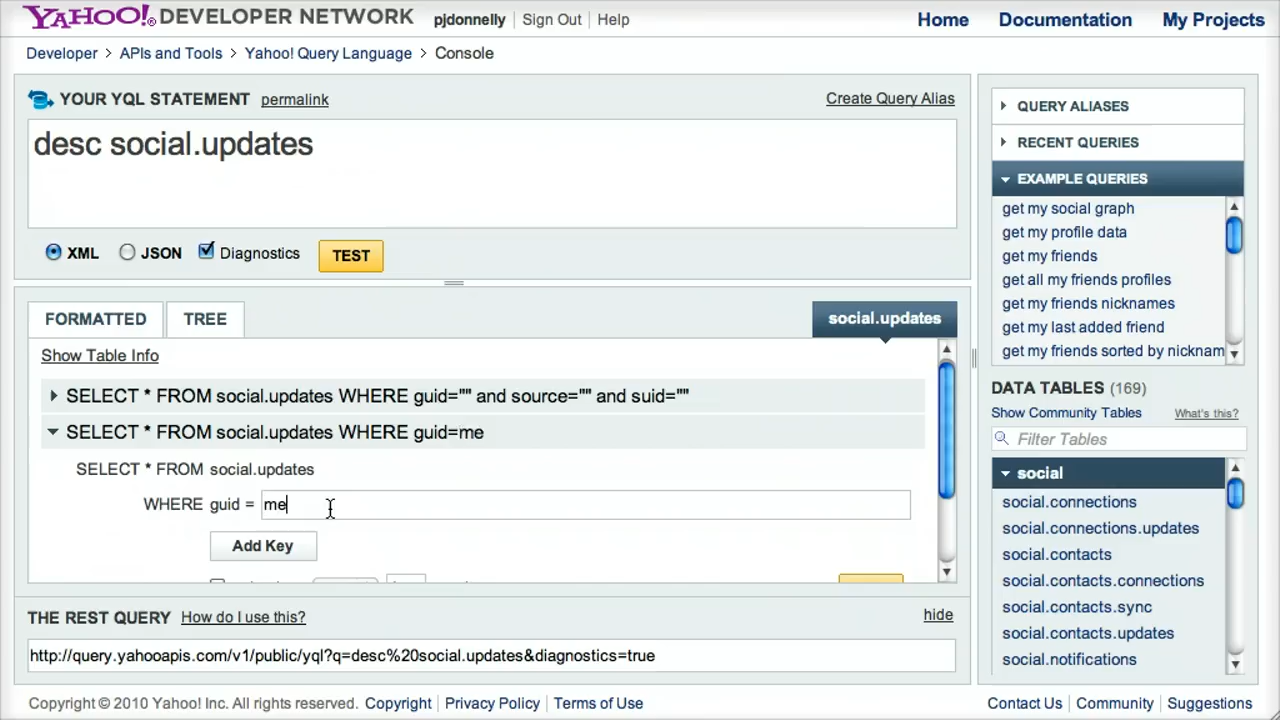 YAHOO! DEVELOPER NETWORK pjdonnelly Sign Out Help Home Documentation My Projects
Developer > APIs and Tools > Yahoo! Query Language > Console
YOUR YQL STATEMENT permalink Create Query Alias
desc social.updates
XML JSON Diagnostics TEST
FORMATTED TREE social.updates
Show Table Info
SELECT * FROM social.updates WHERE guid="" and source="" and suid=""
SELECT * FROM social.updates WHERE guid=me
SELECT * FROM social.updates
WHERE guid = me
Add Key
THE REST QUERY How do I use this? hide
http://query.yahooapis.com/v1/public/yql?q=desc%20social.updates&diagnostics=true
QUERY ALIASES
RECENT QUERIES
EXAMPLE QUERIES
get my social graph
get my profile data
get my friends
get all my friends profiles
get my friends nicknames
get my last added friend
get my friends sorted by nicknam
DATA TABLES (169)
Show Community Tables What's this?
Filter Tables
social
social.connections
social.connections.updates
social.contacts
social.contacts.connections
social.contacts.sync
social.contacts.updates
social.notifications
Copyright © 2010 Yahoo! Inc. All rights reserved. Copyright Privacy Policy Terms of Use Contact Us Community Suggestions